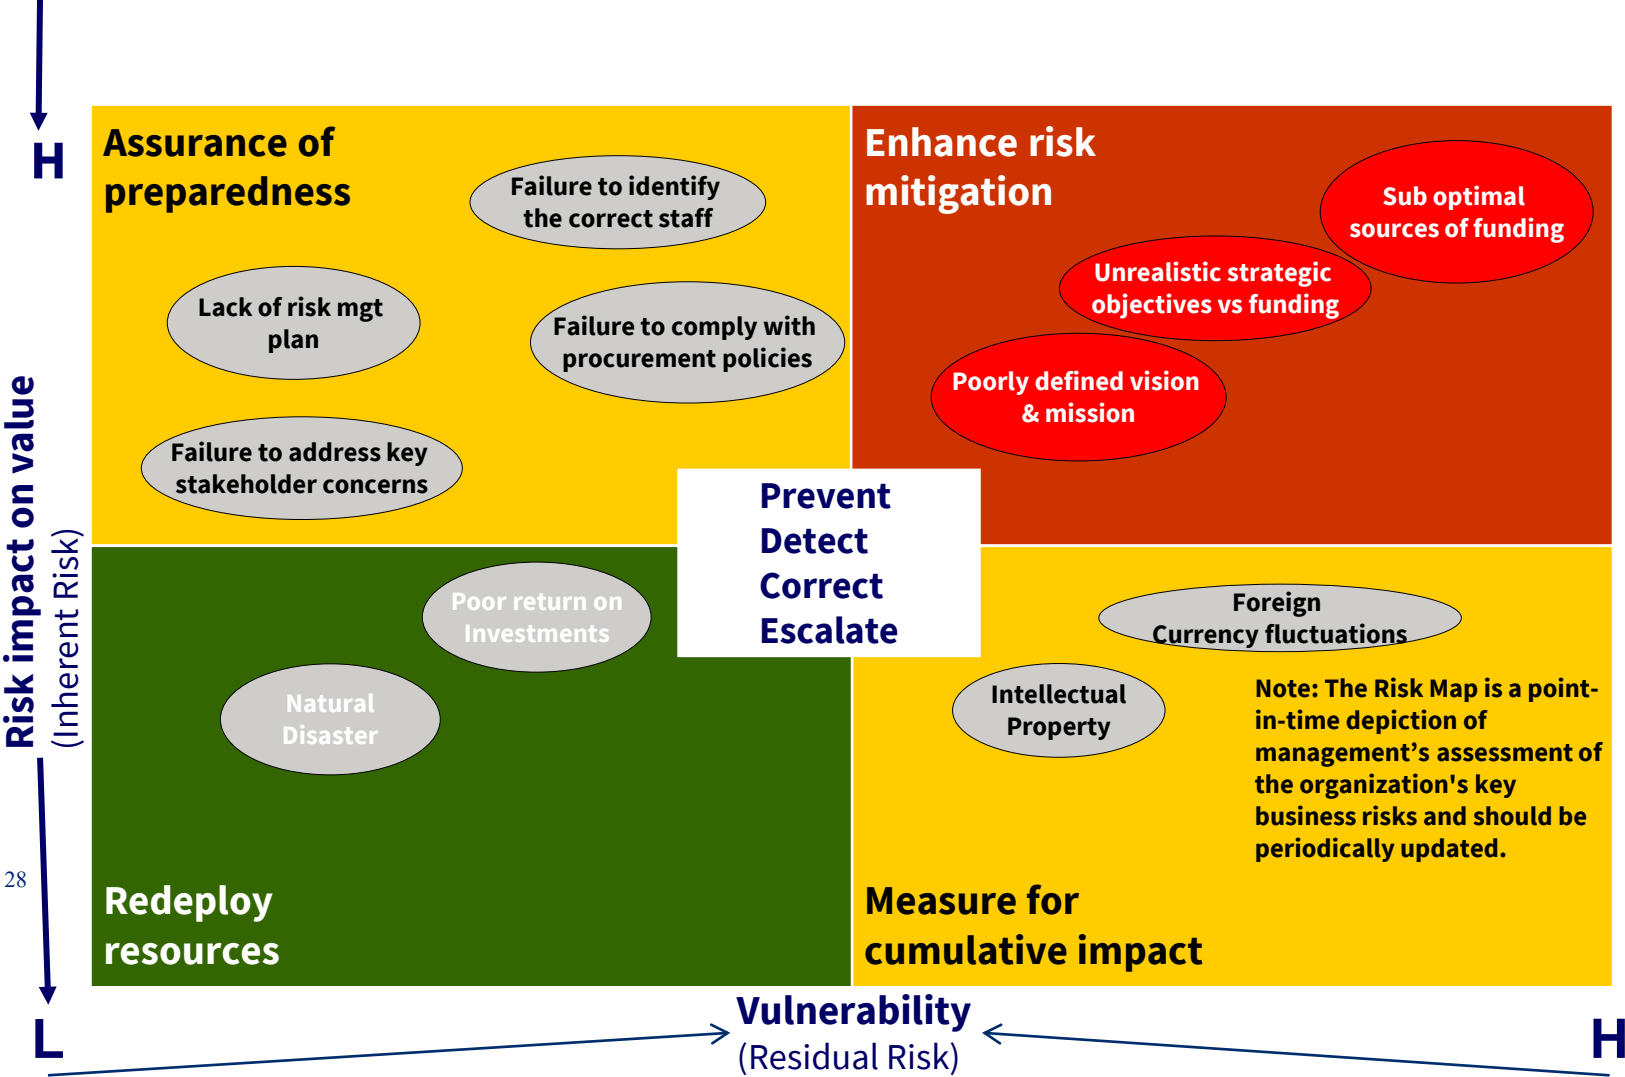 H
Assurance of
preparedness
Failure to identify
the correct staff
Lack of risk mgt
plan
Failure to comply with
procurement policies
Failure to address key
stakeholder concerns
Enhance risk
mitigation
Sub optimal
sources of funding
Unrealistic strategic
objectives vs funding
Poorly defined vision
& mission
Prevent
Detect
Correct
Escalate
Risk impact on value
(Inherent Risk)
Poor return on
Investments
Natural
Disaster
Redeploy
resources
Foreign
Currency fluctuations
Intellectual
Property
Note: The Risk Map is a point-
in-time depiction of
management’s assessment of
the organization's key
business risks and should be
periodically updated.
Measure for
cumulative impact
28
L
Vulnerability
(Residual Risk)
H